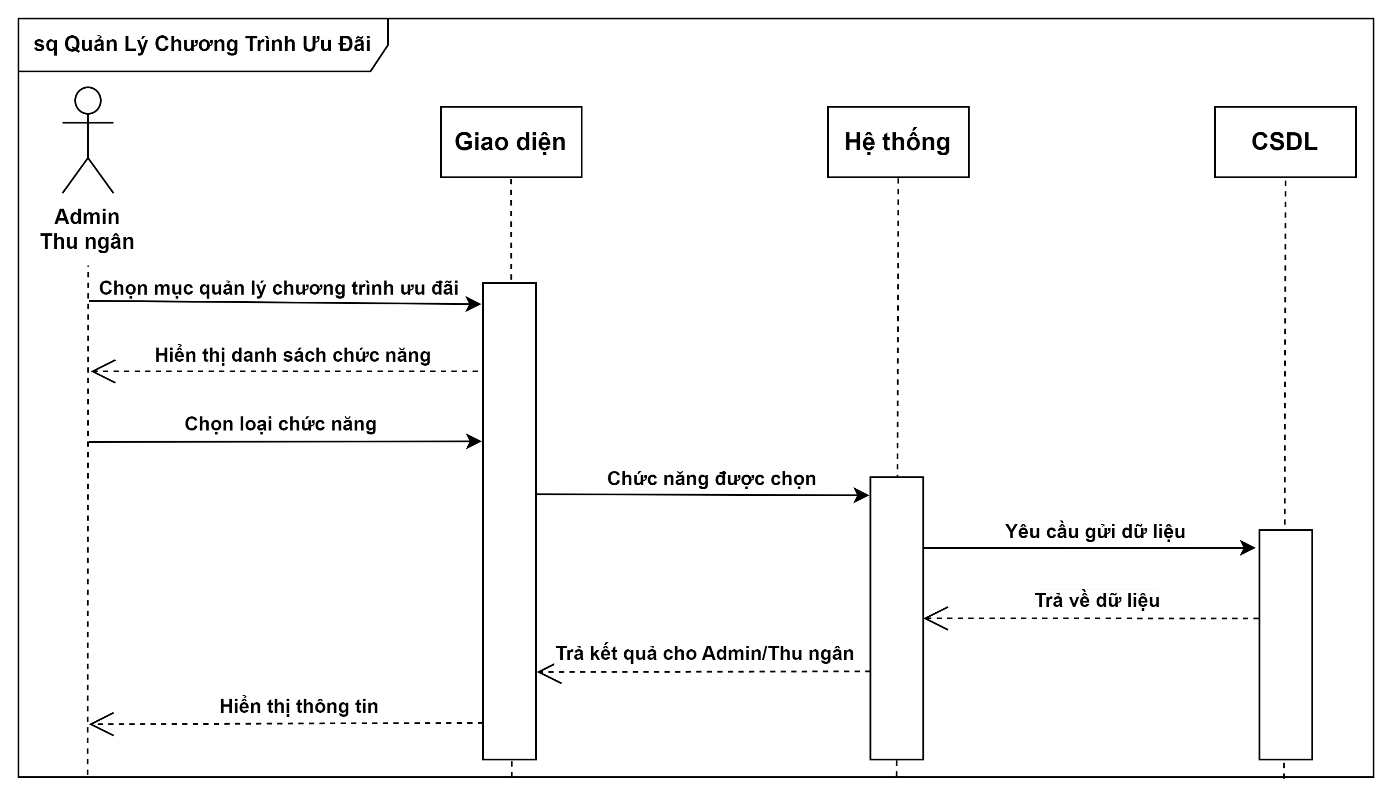 sq Quản Lý Chương Trình Ưu Đãi
Giao diện
Hệ thống
CSDL
Admin
Thu ngân
Chọn mục quản lý chương trình ưu đãi
Hiển thị danh sách chức năng
Chọn loại chức năng
Chức năng được chọn
Yêu cầu gửi dữ liệu
Trả về dữ liệu
Trả kết quả cho Admin/Thu ngân
Hiển thị thông tin